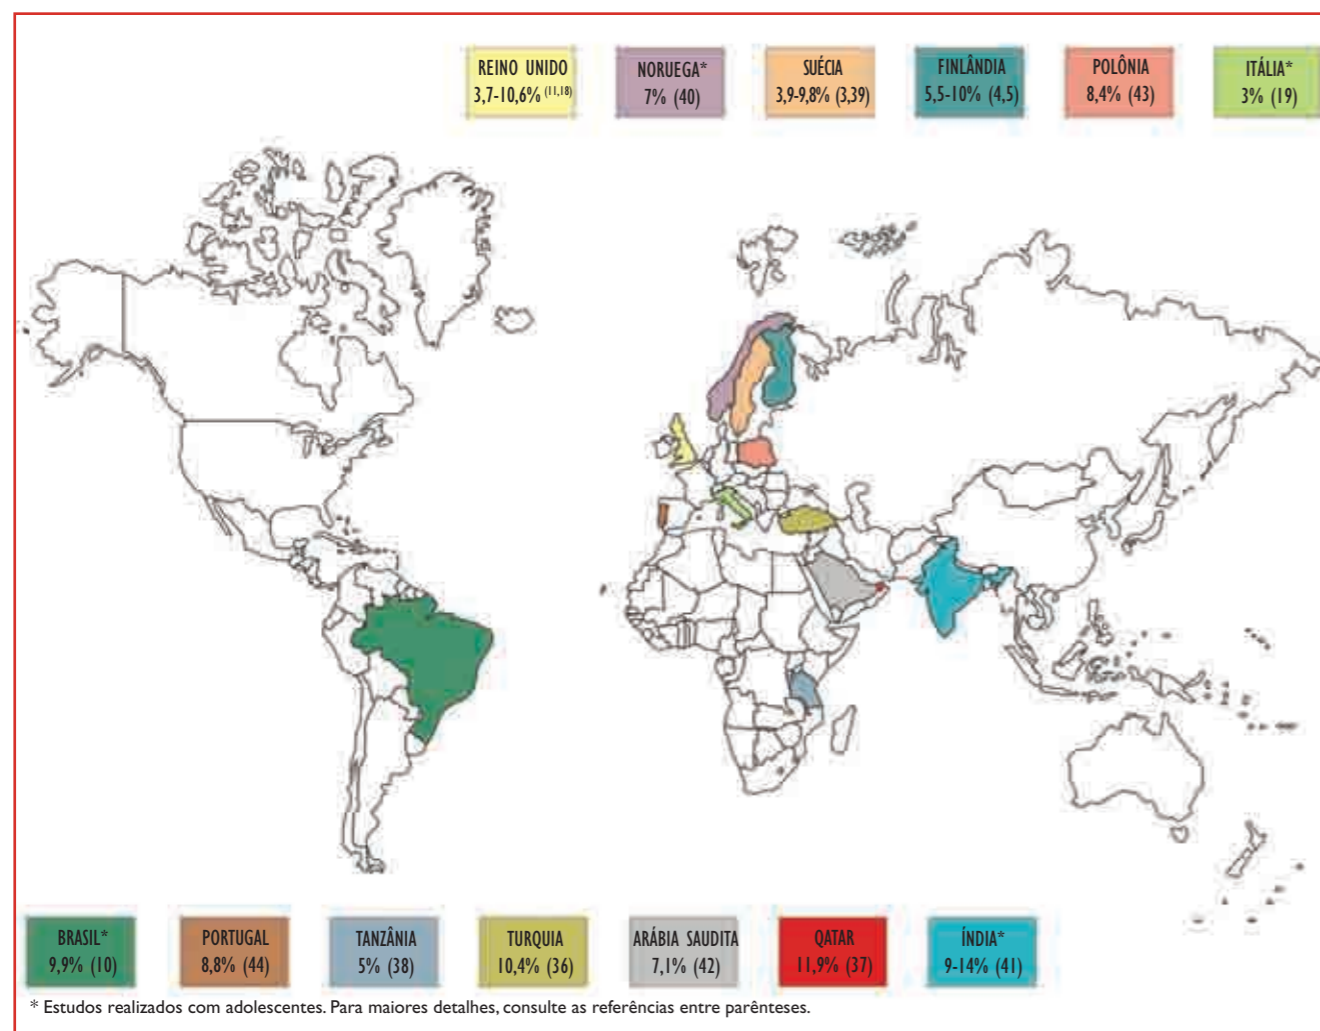 REINO UNIDO
3,7-10,6% (11,18)
NORUEGA*
7% (40)
SUÉCIA
3,9-9,8% (3,39)
FINLÂNDIA
5,5-10% (4,5)
POLÔNIA
8,4% (43)
ITÁLIA*
3% (19)
BRASIL*
9,9% (10)
PORTUGAL
8,8% (44)
TANZÂNIA
5% (38)
TURQUIA
10,4% (36)
ARÁBIA SAUDITA
7,1% (42)
QATAR
11,9% (37)
ÍNDIA*
9-14% (41)
* Estudos realizados com adolescentes. Para maiores detalhes, consulte as referências entre parênteses.